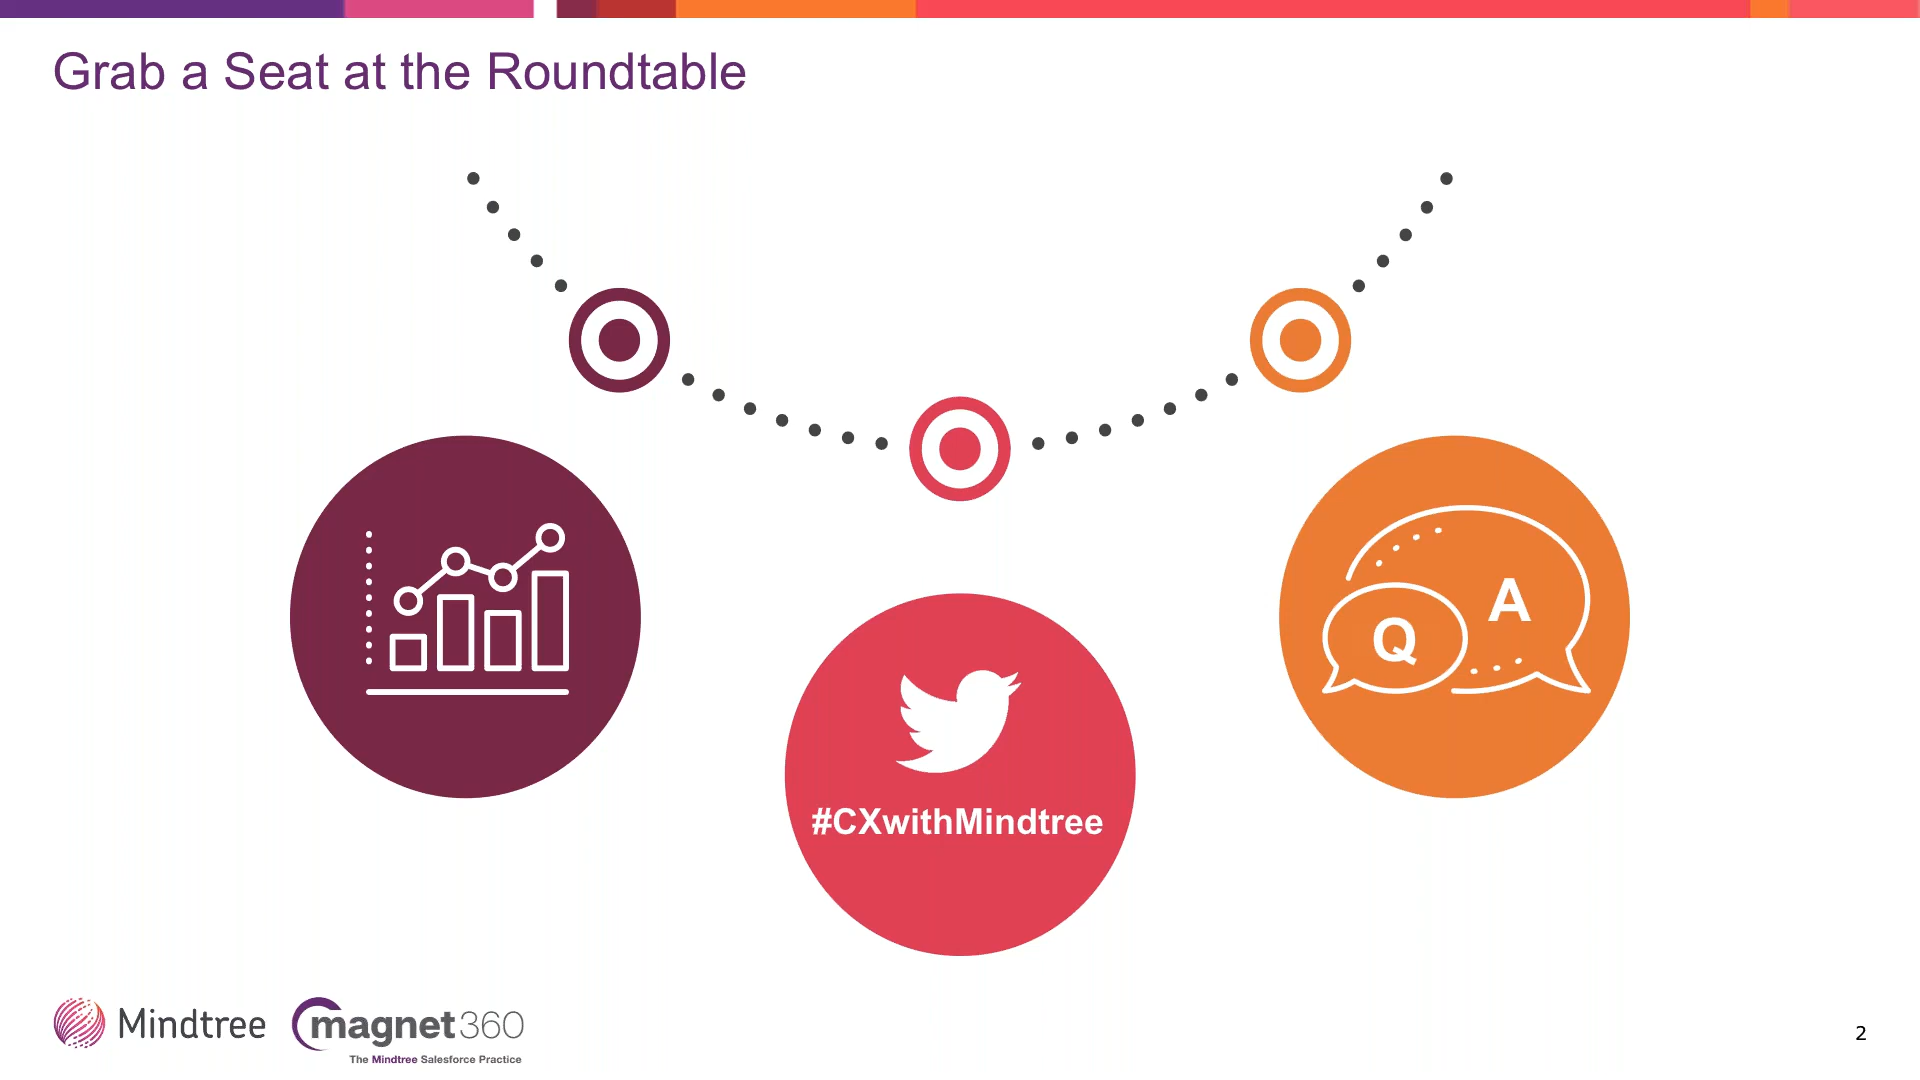 Grab a Seat at the Roundtable
Q
A
#CXwithMindtree
Mindtree
magnet360
The Mindtree Salesforce Practice
2